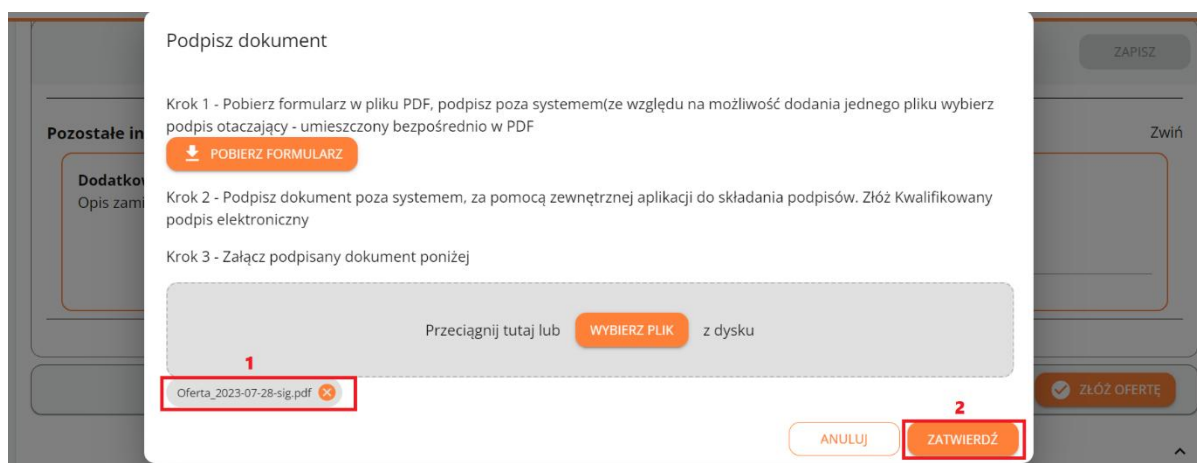 Podpisz dokument
ZAPISZ
Krok 1 - Pobierz formularz w pliku PDF, podpisz poza systemem(ze względu na możliwość dodania jednego pliku wybierz
podpis otaczający - umieszczony bezpośrednio w PDF
Pozostałe in
Zwiń
POBIERZ FORMULARZ
Dodatkow
Opis zami
Krok 2 - Podpisz dokument poza systemem, za pomocą zewnętrznej aplikacji do składania podpisów. Złóż Kwalifikowany
podpis elektroniczny
Krok 3 - Załącz podpisany dokument poniżej
Przeciągnij tutaj lub WYBIERZ PLIK z dysku
1
Oferta_2023-07-28-sig.pdf
ZŁÓŻ OFERTĘ
2
ANULUJ ZATWIERDŹ